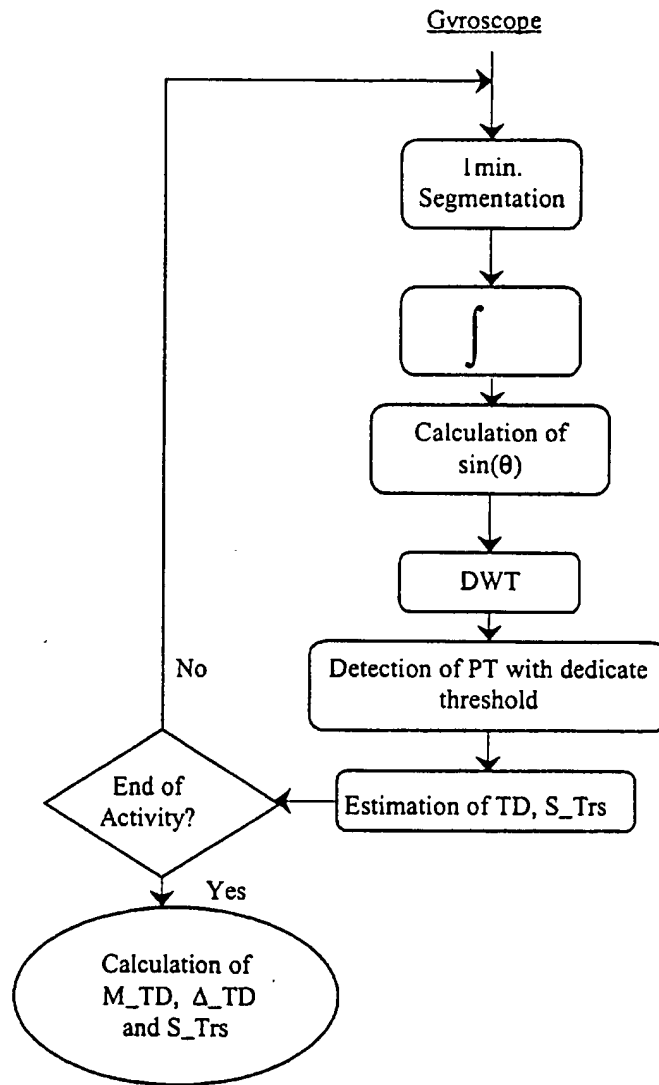 Gyroscope
1min.
Segmentation
∫
Calculation of
sin(θ)
DWT
Detection of PT with dedicate
threshold
Estimation of TD, S_Trs
No
End of
Activity?
Yes
Calculation of
M_TD, Δ_TD
and S_Trs